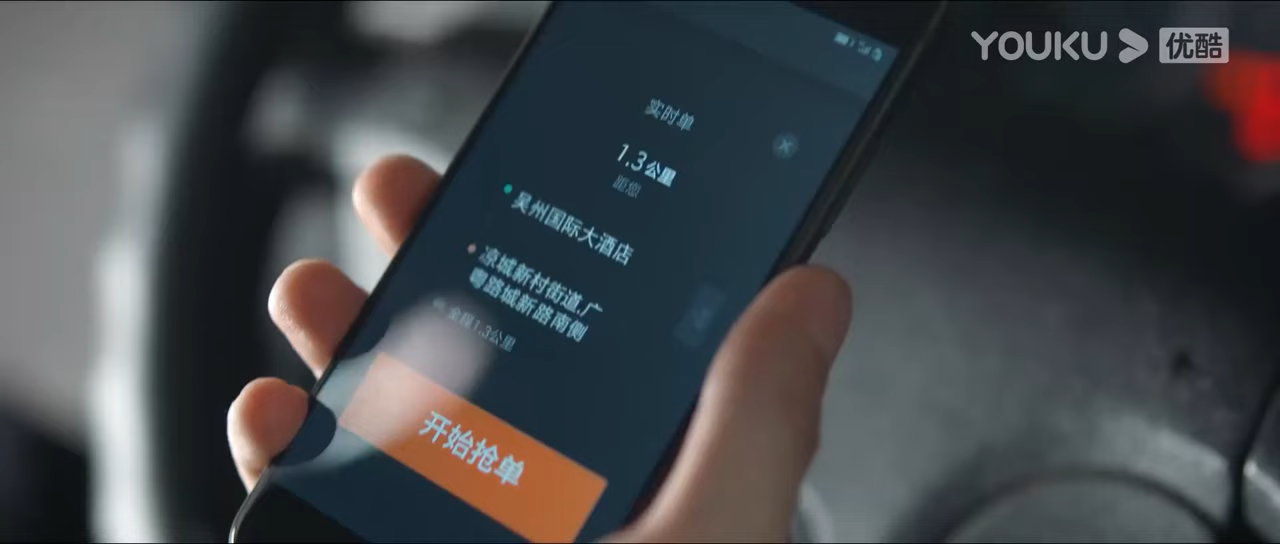 YOUKU 优酷
实时单
1.3公里
距您
吴州国际大酒店
凉城新村街道,广
粤路城新路南侧
全程1.3公里
开始抢单